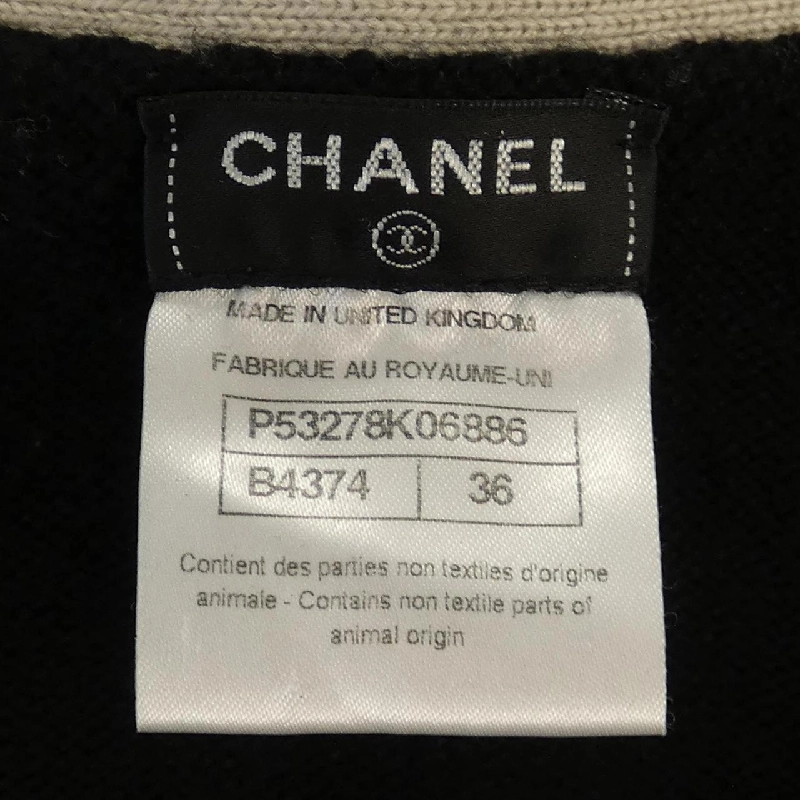 CHANEL
MADE IN UNITED KINGDOM
FABRIQUE AU ROYAUME-UNI
P53278K06886
B4374 36
Contient des parties non textiles d'origine
animale - Contains non textile parts of
animal origin